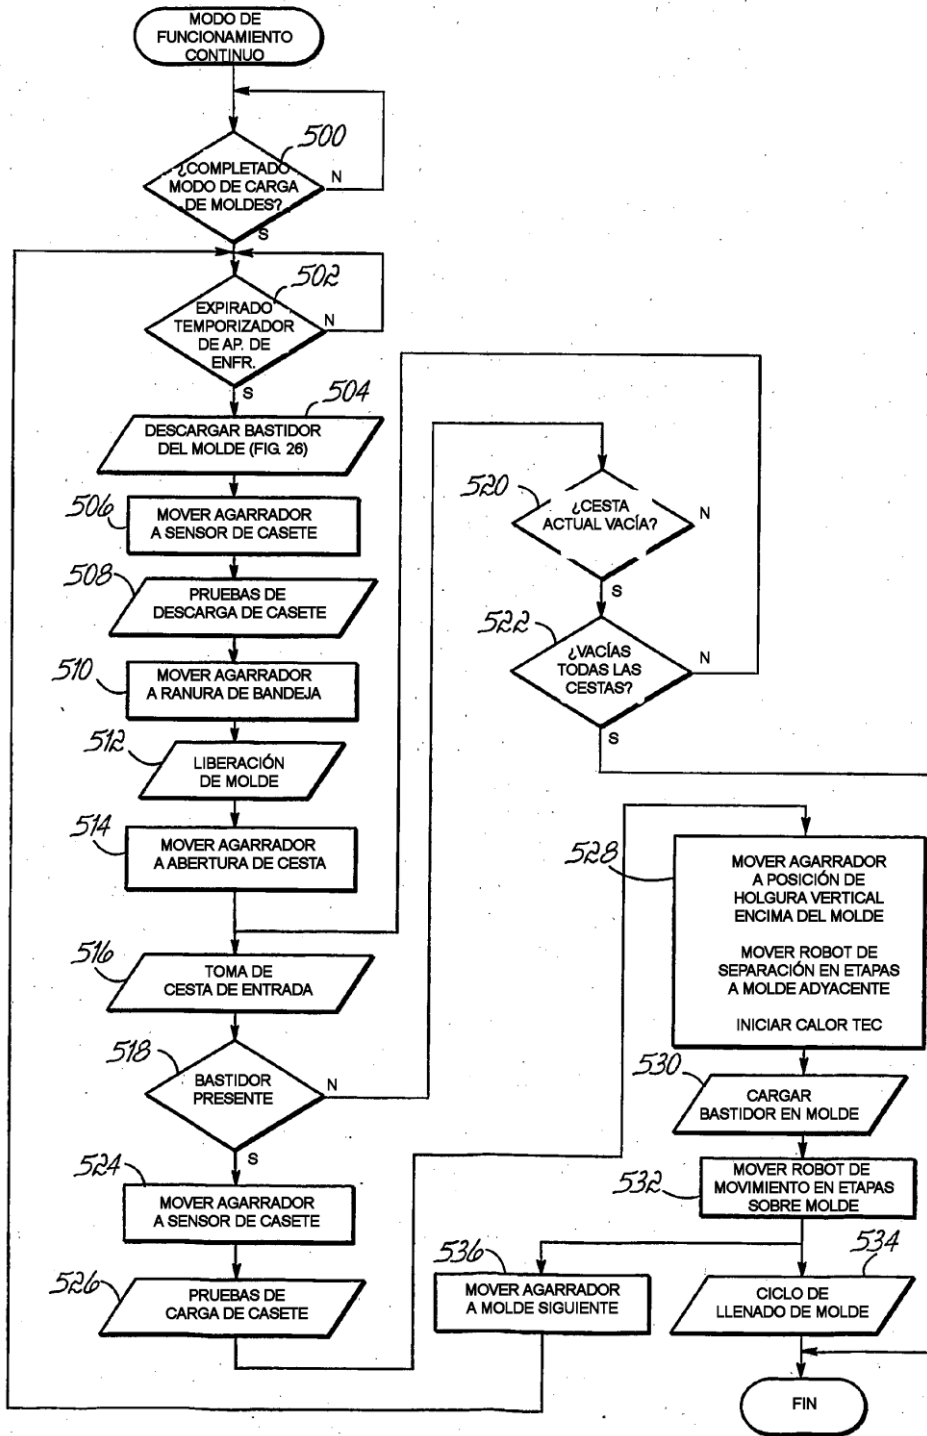 MODO DE
FUNCIONAMIENTO
CONTINUO
500
¿COMPLETADO
MODO DE CARGA
DE MOLDES?
N
S
502
EXPIRADO
TEMPORIZADOR
DE AP. DE
ENFR.
N
S
504
DESCARGAR BASTIDOR
DEL MOLDE (FIG. 26)
506
MOVER AGARRADOR
A SENSOR DE CASETE
508
PRUEBAS DE
DESCARGA DE CASETE
510
MOVER AGARRADOR
A RANURA DE BANDEJA
512
LIBERACIÓN
DE MOLDE
514
MOVER AGARRADOR
A ABERTURA DE CESTA
516
TOMA DE
CESTA DE ENTRADA
518
BASTIDOR
PRESENTE
N
S
520
¿CESTA
ACTUAL VACÍA?
N
S
522
¿VACÍAS
TODAS LAS
CESTAS?
N
S
524
MOVER AGARRADOR
A SENSOR DE CASETE
526
PRUEBAS DE
CARGA DE CASETE
528
MOVER AGARRADOR
A POSICIÓN DE
HOLGURA VERTICAL
ENCIMA DEL MOLDE
MOVER ROBOT DE
SEPARACIÓN EN ETAPAS
A MOLDE ADYACENTE
INICIAR CALOR TEC
530
CARGAR
BASTIDOR EN MOLDE
532
MOVER ROBOT DE
MOVIMIENTO EN ETAPAS
SOBRE MOLDE
534
CICLO DE
LLENADO DE MOLDE
536
MOVER AGARRADOR
A MOLDE SIGUIENTE
FIN